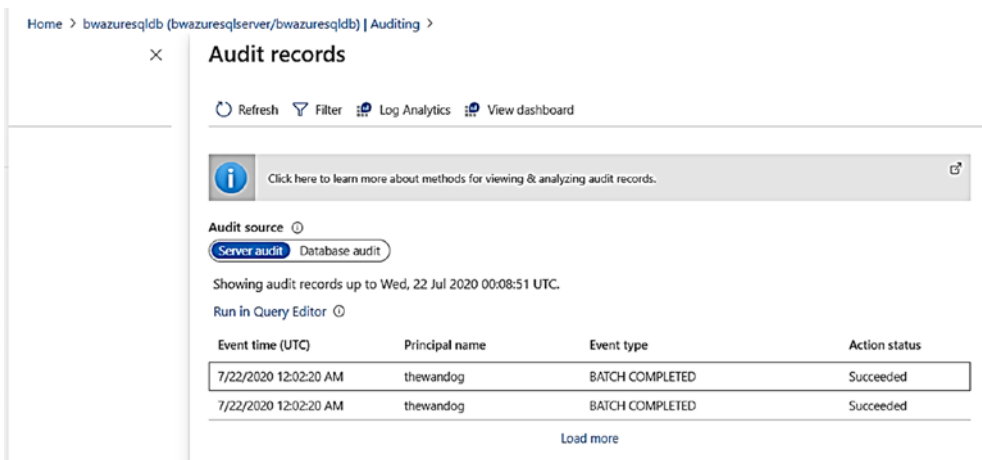 Home > bwazuresqldb (bwazuresqlserver/bwazuresqldb) | Auditing >
Audit records
Refresh Filter Log Analytics View dashboard
Click here to learn more about methods for viewing & analyzing audit records.
Audit source
Server audit Database audit
Showing audit records up to Wed, 22 Jul 2020 00:08:51 UTC.
Run in Query Editor
Event time (UTC) Principal name Event type Action status
7/22/2020 12:02:20 AM thewandog BATCH COMPLETED Succeeded
7/22/2020 12:02:20 AM thewandog BATCH COMPLETED Succeeded
Load more